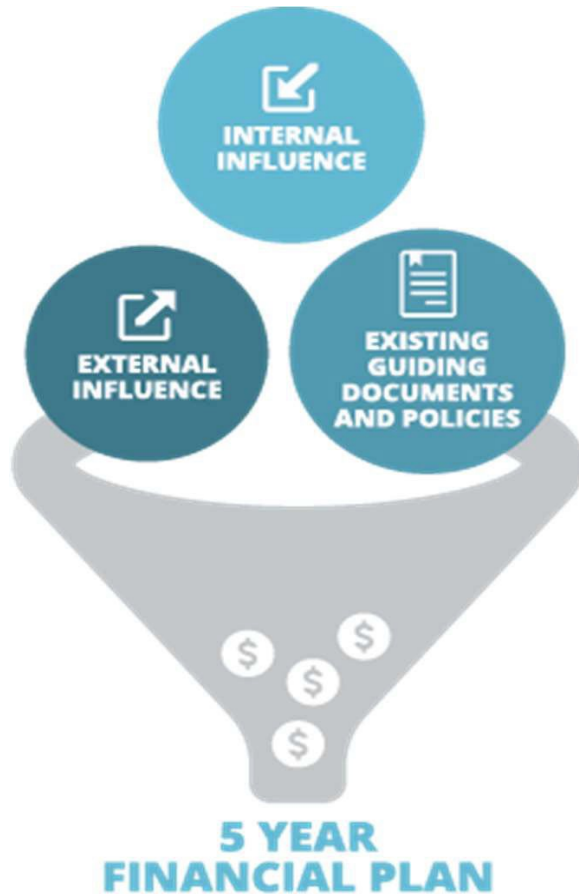 INTERNAL
INFLUENCE
EXTERNAL
INFLUENCE
EXISTING
GUIDING
DOCUMENTS
AND POLICIES
$
$
$
$
5 YEAR
FINANCIAL PLAN